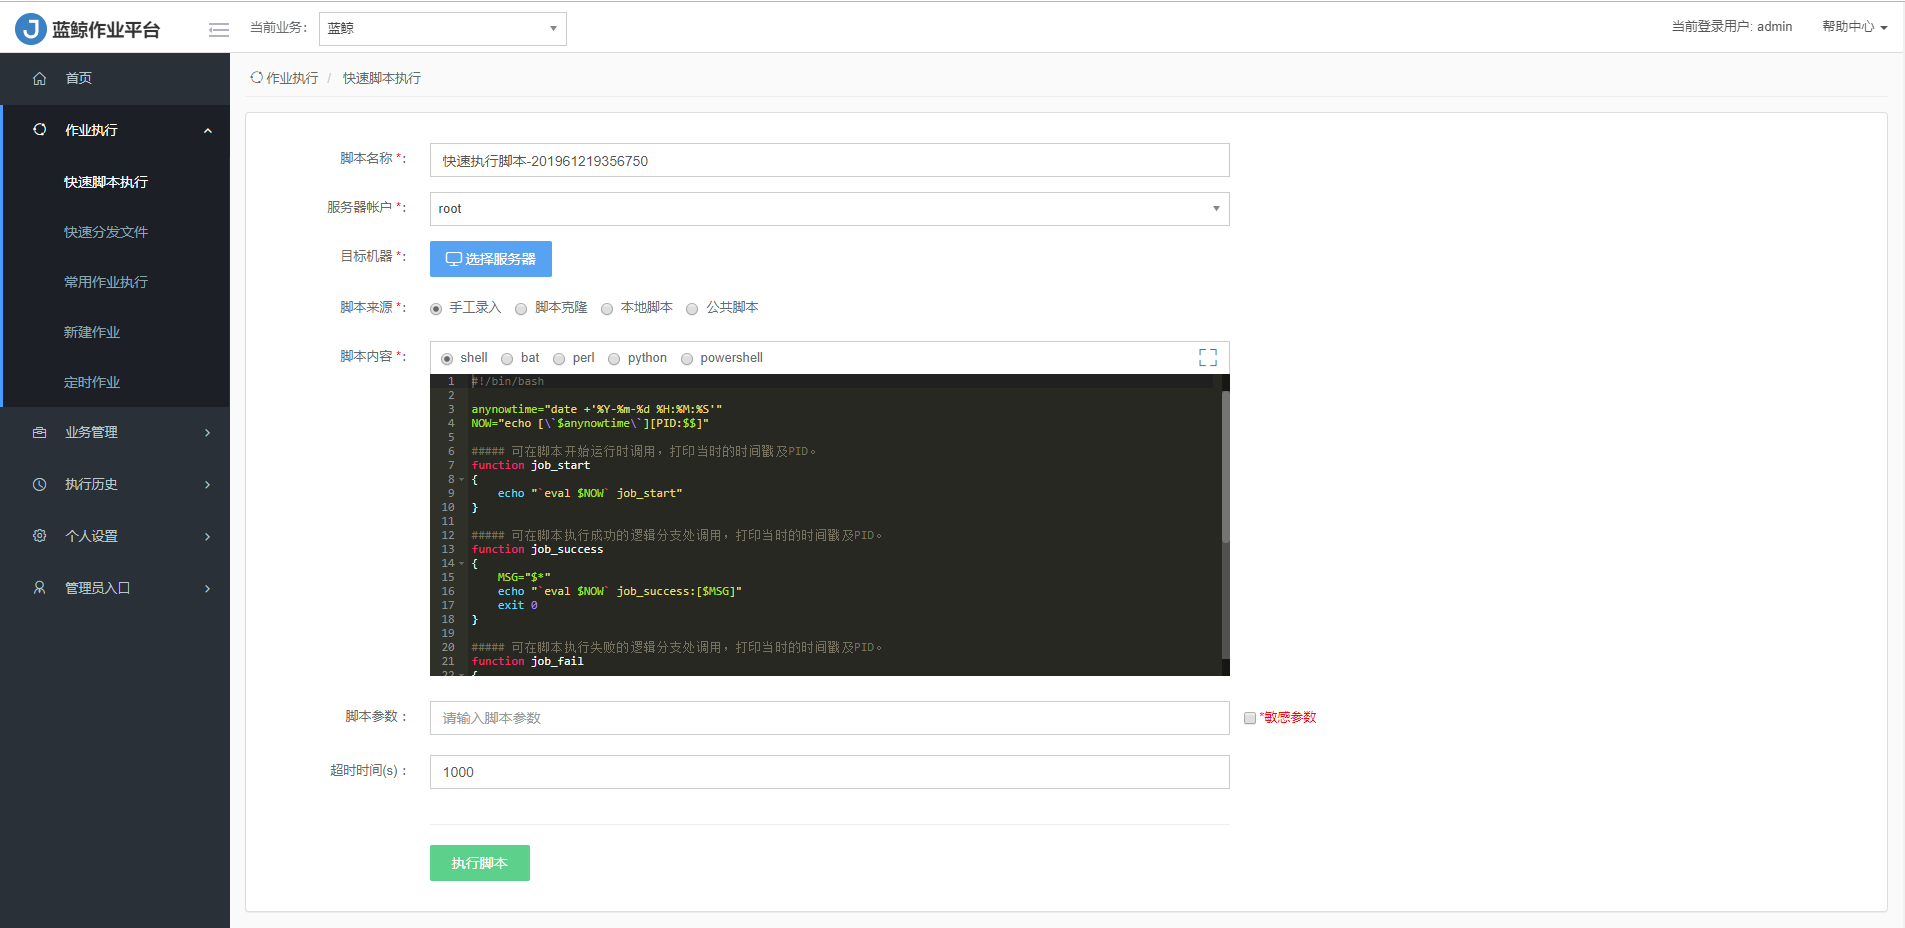 J 蓝鲸作业平台
当前业务: 蓝鲸
当前登录用户: admin
帮助中心
首页
作业执行
快速脚本执行
快速分发文件
常用作业执行
新建作业
定时作业
业务管理
执行历史
个人设置
管理员入口
作业执行 / 快速脚本执行
脚本名称 *: 快速执行脚本-201961219356750
服务器帐户 *: root
目标机器 *: 选择服务器
脚本来源 *: 手工录入 脚本克隆 本地脚本 公共脚本
脚本内容 *: shell bat perl python powershell
1 #!/bin/bash
2
3 anynowtime="date +'%Y-%m-%d %H:%M:%S'"
4 NOW="echo [\`$anynowtime\`][PID:$$]"
5
6 ##### 可在脚本开始运行时调用，打印当时的时间戳及PID。
7 function job_start
8 {
9     echo "`eval $NOW` job_start"
10 }
11
12 ##### 可在脚本执行成功的逻辑分支处调用，打印当时的时间戳及PID。
13 function job_success
14 {
15     MSG="$*"
16     echo "`eval $NOW` job_success:[$MSG]"
17     exit 0
18 }
19
20 ##### 可在脚本执行失败的逻辑分支处调用，打印当时的时间戳及PID。
21 function job_fail
22 {
脚本参数 : 请输入脚本参数 *敏感参数
超时时间(s) : 1000
执行脚本